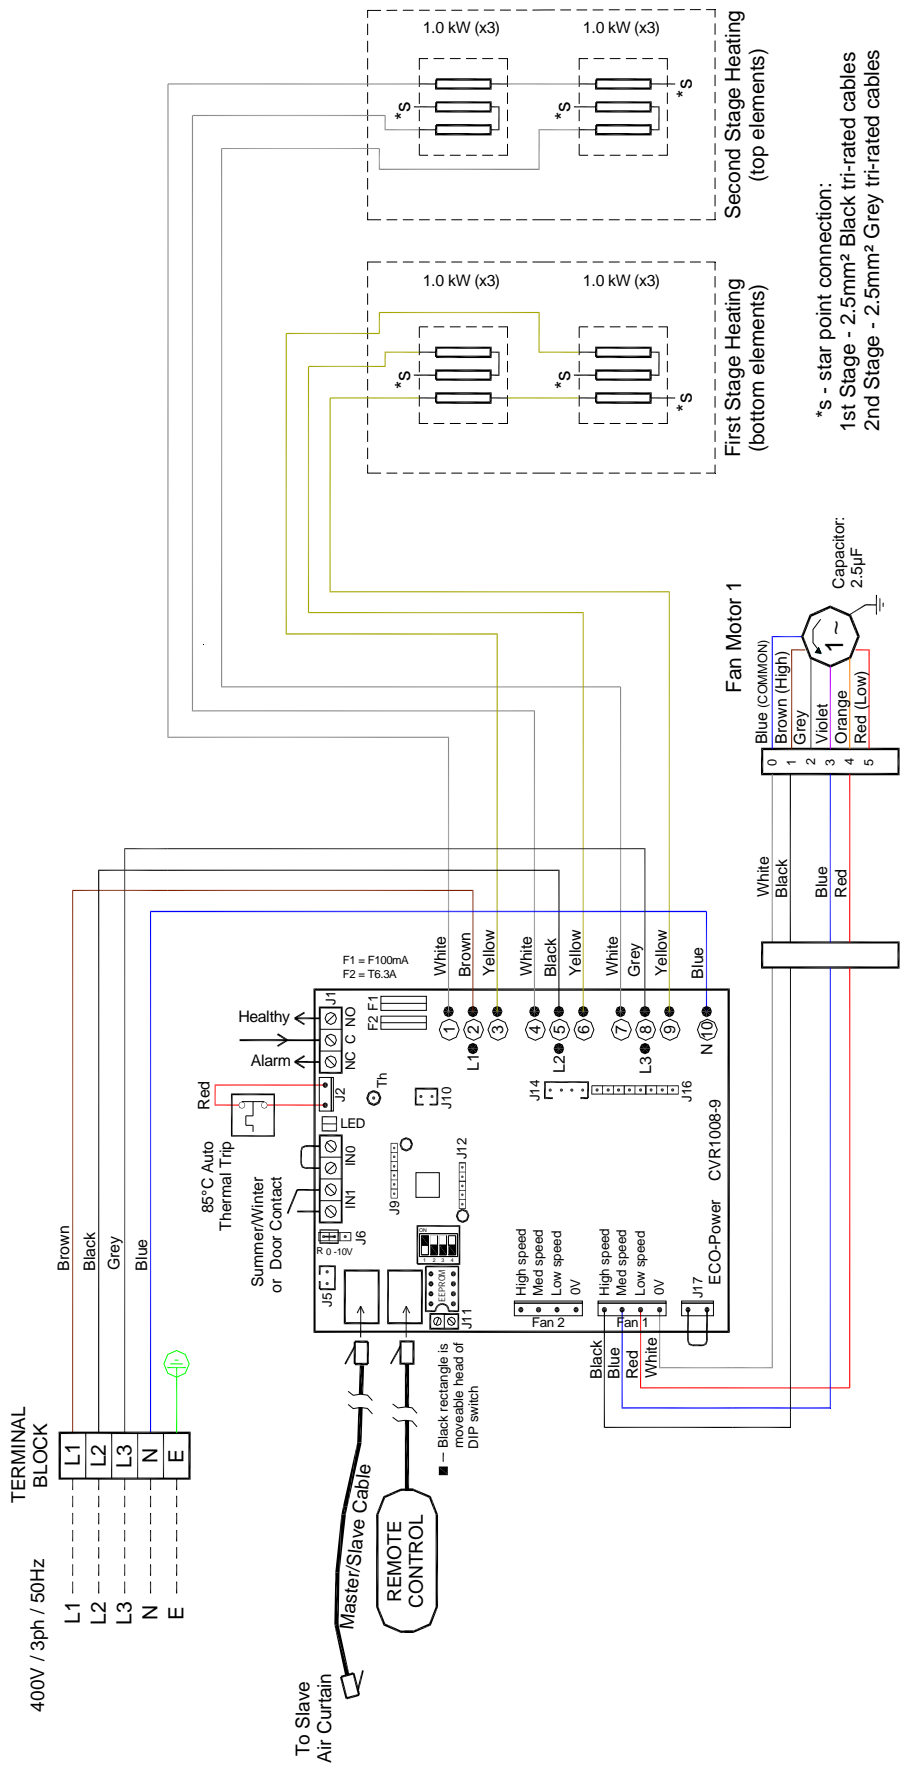 400V / 3ph / 50Hz
L1
L2
L3
N
E
TERMINAL
BLOCK
L1
L2
L3
N
E
Brown
Black
Grey
Blue
To Slave
Air Curtain
Master/Slave Cable
REMOTE
CONTROL
– Black rectangle is
moveable head of
DIP switch
85°C Auto
Thermal Trip
Red
Summer/Winter
or Door Contact
Healthy
Alarm
J1
NO
C
NC
J2
LED
IN0
IN1
J6
R 0 -10V
J5
F1 = F100mA
F2 = T6.3A
F1
F2
Th
J10
J9
J12
ON
1 2 3 4
EEPROM
J11
J14
J16
L1
L2
L3
N
1
2
3
4
5
6
7
8
9
10
White
Brown
Yellow
White
Black
Yellow
White
Grey
Yellow
Blue
ECO-Power CVR1008-9
High speed
Med speed
Low speed
0V
Fan 2
High speed
Med speed
Low speed
0V
Fan 1
J17
Black
Blue
Red
White
White
Black
Blue
Red
0
1
2
3
4
5
Blue (COMMON)
Brown (High)
Grey
Violet
Orange
Red (Low)
Fan Motor 1
1 ~
Capacitor:
2.5µF
1.0 kW (x3)
1.0 kW (x3)
*s
*s
*s
Second Stage Heating
(top elements)
1.0 kW (x3)
1.0 kW (x3)
*s
*s
*s
First Stage Heating
(bottom elements)
*s - star point connection:
1st Stage - 2.5mm² Black tri-rated cables
2nd Stage - 2.5mm² Grey tri-rated cables